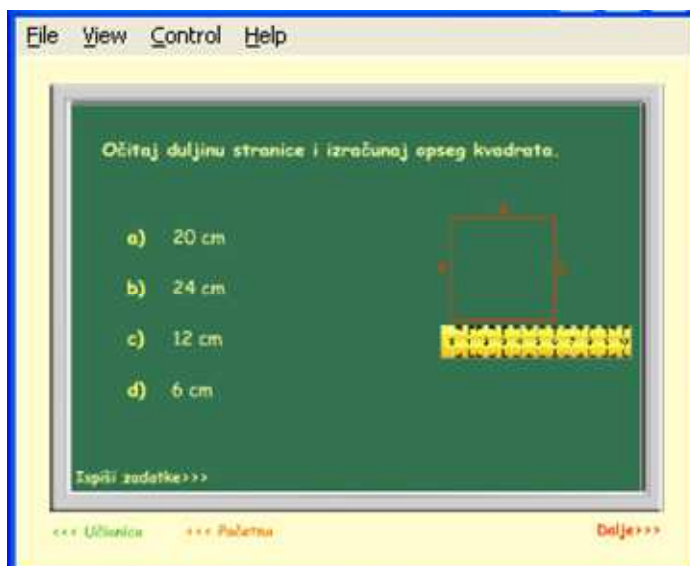 File View Control Help
Očitaj duljinu stranice i izračunaj opseg kvadrata.
a) 20 cm
b) 24 cm
c) 12 cm
d) 6 cm
Ispiši zadatke>>>
<<< Učionica <<< Početna Dalje>>>